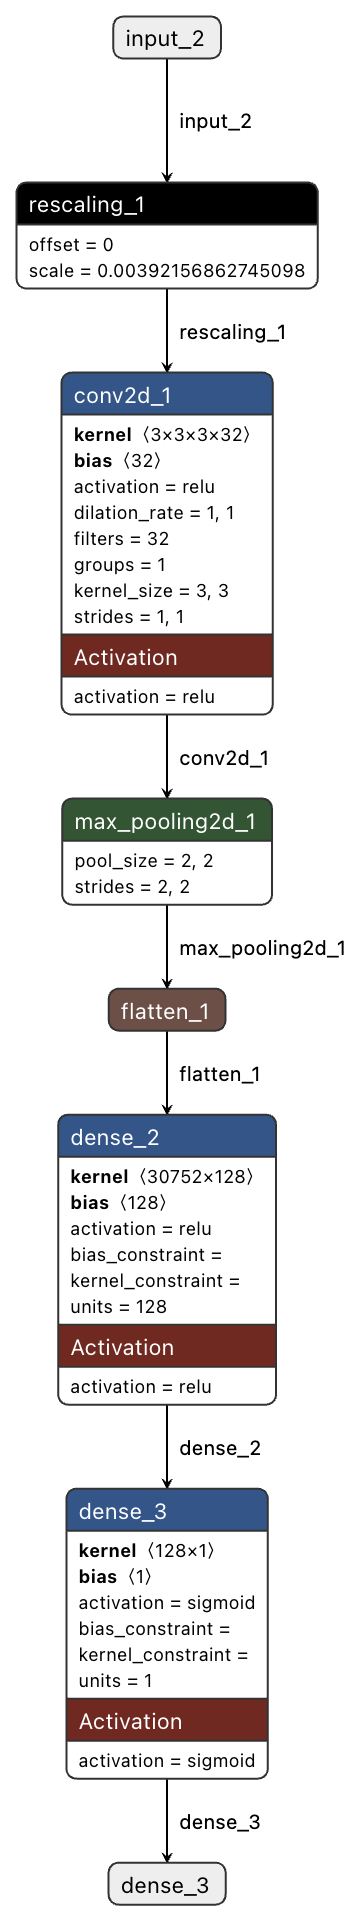 input_2
input_2
rescaling_1
offset = 0
scale = 0.00392156862745098
rescaling_1
conv2d_1
kernel 〈3×3×3×32〉
bias 〈32〉
activation = relu
dilation_rate = 1, 1
filters = 32
groups = 1
kernel_size = 3, 3
strides = 1, 1
Activation
activation = relu
conv2d_1
max_pooling2d_1
pool_size = 2, 2
strides = 2, 2
max_pooling2d_1
flatten_1
flatten_1
dense_2
kernel 〈30752×128〉
bias 〈128〉
activation = relu
bias_constraint =
kernel_constraint =
units = 128
Activation
activation = relu
dense_2
dense_3
kernel 〈128×1〉
bias 〈1〉
activation = sigmoid
bias_constraint =
kernel_constraint =
units = 1
Activation
activation = sigmoid
dense_3
dense_3